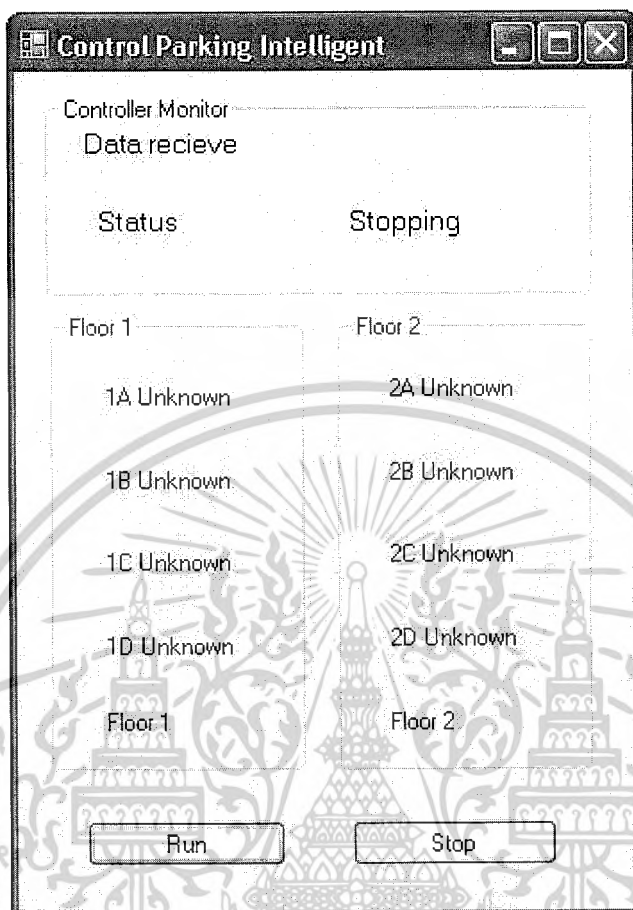 Control Parking Intelligent
Controller Monitor
Data recieve
Status Stopping
Floor 1 Floor 2
1A Unknown 2A Unknown
1B Unknown 2B Unknown
1C Unknown 2C Unknown
1D Unknown 2D Unknown
Floor 1 Floor 2
Run Stop